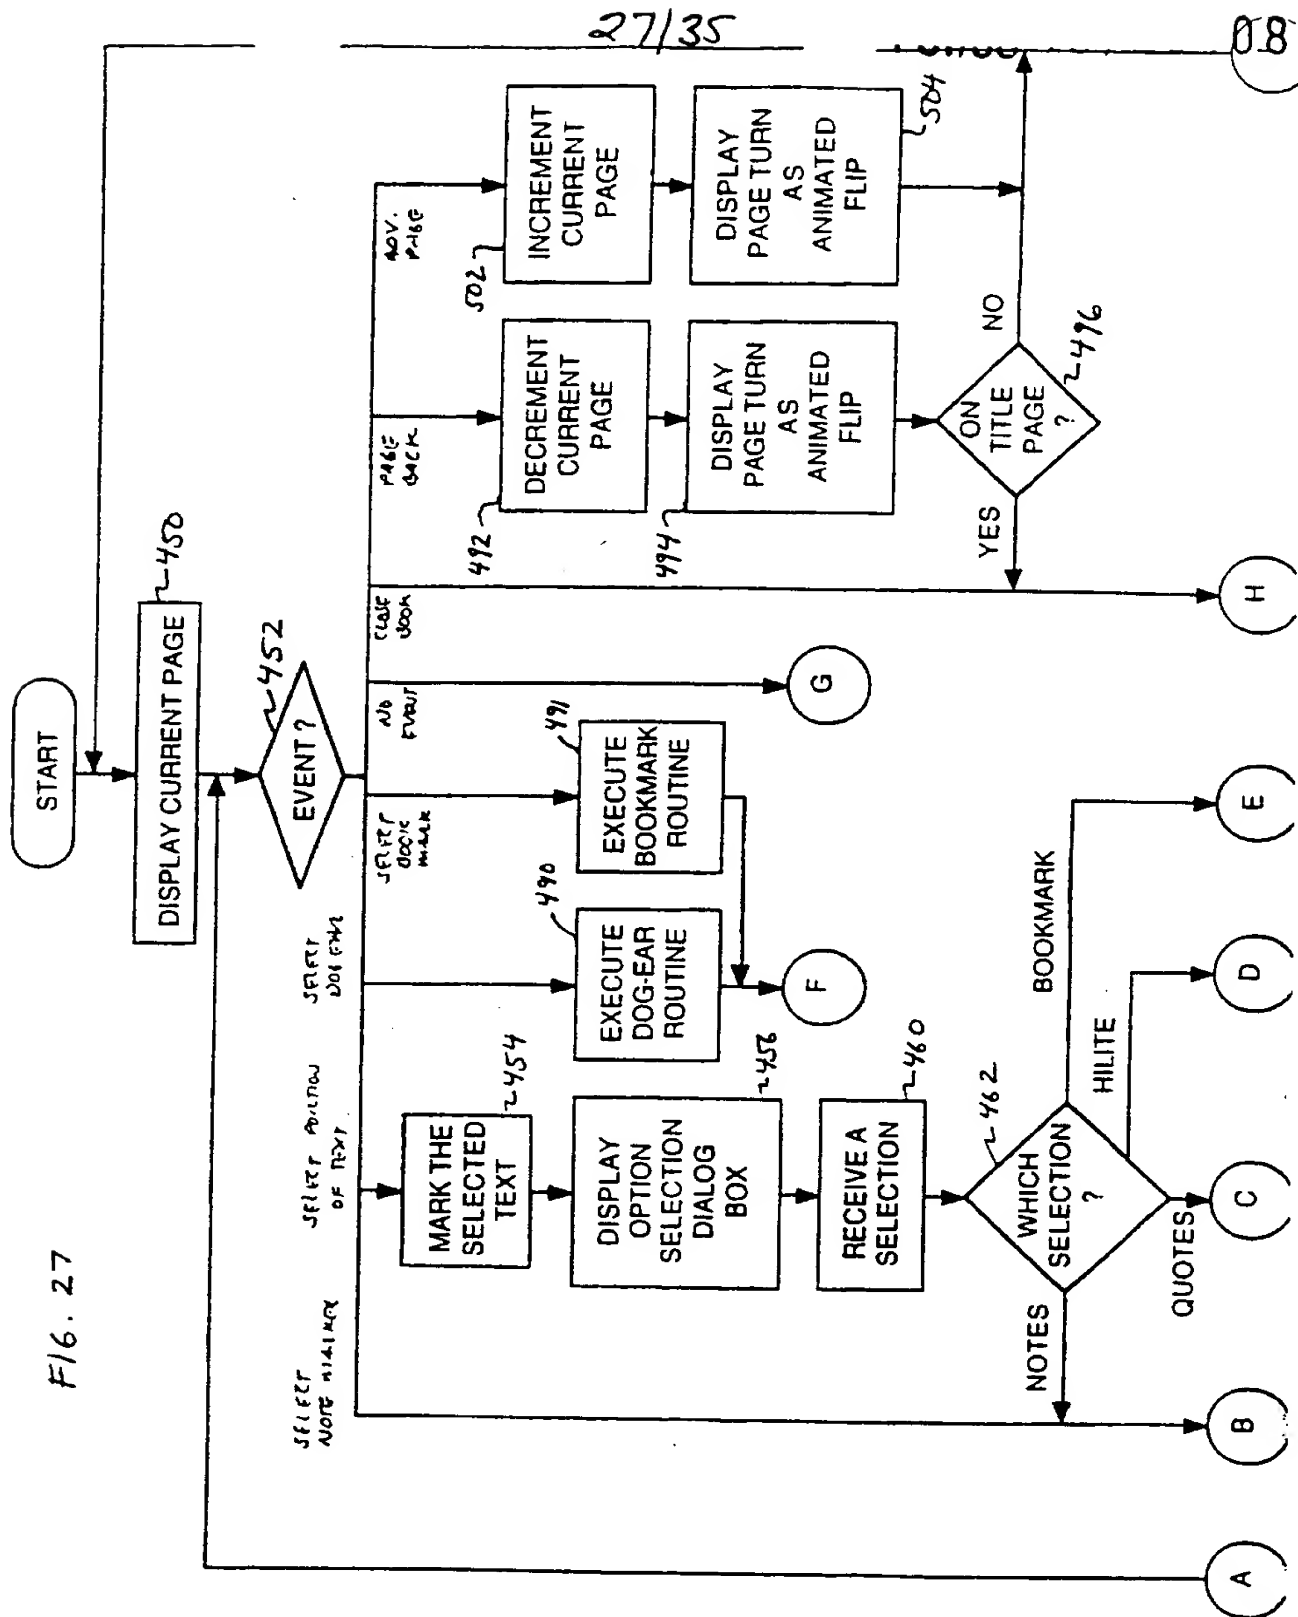 27/35
FIG. 27
START
DISPLAY CURRENT PAGE
450
EVENT ?
452
SELECT
NOTE MARKER
SELECT PORTION
OF TEXT
SELECT
DOG EAR
SELECT
BOOK
MARK
NO
EVENT
CLOSE
BOOK
PAGE
BACK
ADV.
PAGE
MARK THE
SELECTED
TEXT
454
DISPLAY
OPTION
SELECTION
DIALOG
BOX
456
RECEIVE A
SELECTION
460
WHICH
SELECTION
?
462
NOTES
QUOTES
HILITE
BOOKMARK
EXECUTE
DOG-EAR
ROUTINE
490
EXECUTE
BOOKMARK
ROUTINE
491
DECREMENT
CURRENT
PAGE
492
DISPLAY
PAGE TURN
AS
ANIMATED
FLIP
494
ON
TITLE
PAGE
?
496
YES
NO
INCREMENT
CURRENT
PAGE
502
DISPLAY
PAGE TURN
AS
ANIMATED
FLIP
504
F
G
A
B
C
D
E
H
08